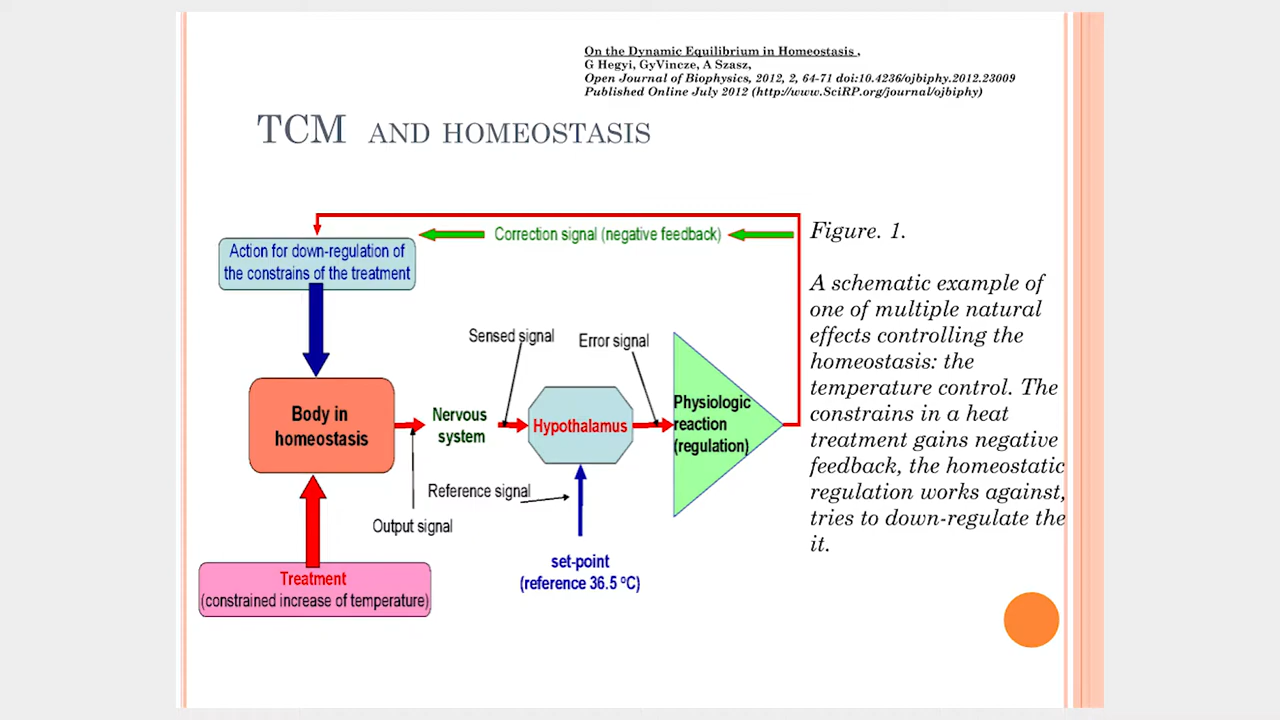 On the Dynamic Equilibrium in Homeostasis ,
G Hegyi, GyVincze, A Szasz,
Open Journal of Biophysics, 2012, 2, 64-71 doi:10.4236/ojbiphy.2012.23009
Published Online July 2012 (http://www.SciRP.org/journal/ojbiphy)
TCM AND HOMEOSTASIS
Correction signal (negative feedback)
Action for down-regulation of
the constrains of the treatment
Sensed signal
Error signal
Body in
homeostasis
Nervous
system
Hypothalamus
Physiologic
reaction
(regulation)
Reference signal
Output signal
set-point
(reference 36.5 ºC)
Treatment
(constrained increase of temperature)
Figure. 1.
A schematic example of
one of multiple natural
effects controlling the
homeostasis: the
temperature control. The
constrains in a heat
treatment gains negative
feedback, the homeostatic
regulation works against,
tries to down-regulate the
it.